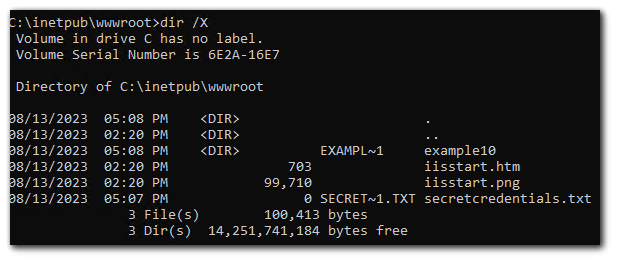 C:\inetpub\wwwroot>dir /X
Volume in drive C has no label.
Volume Serial Number is 6E2A-16E7
Directory of C:\inetpub\wwwroot
08/13/2023  05:08 PM    <DIR>                       .
08/13/2023  02:20 PM    <DIR>                       ..
08/13/2023  05:08 PM    <DIR>          EXAMPL~1     example10
08/13/2023  02:20 PM               703              iisstart.htm
08/13/2023  02:20 PM            99,710              iisstart.png
08/13/2023  05:07 PM                 0 SECRET~1.TXT secretcredentials.txt
3 File(s)        100,413 bytes
3 Dir(s)  14,251,741,184 bytes free